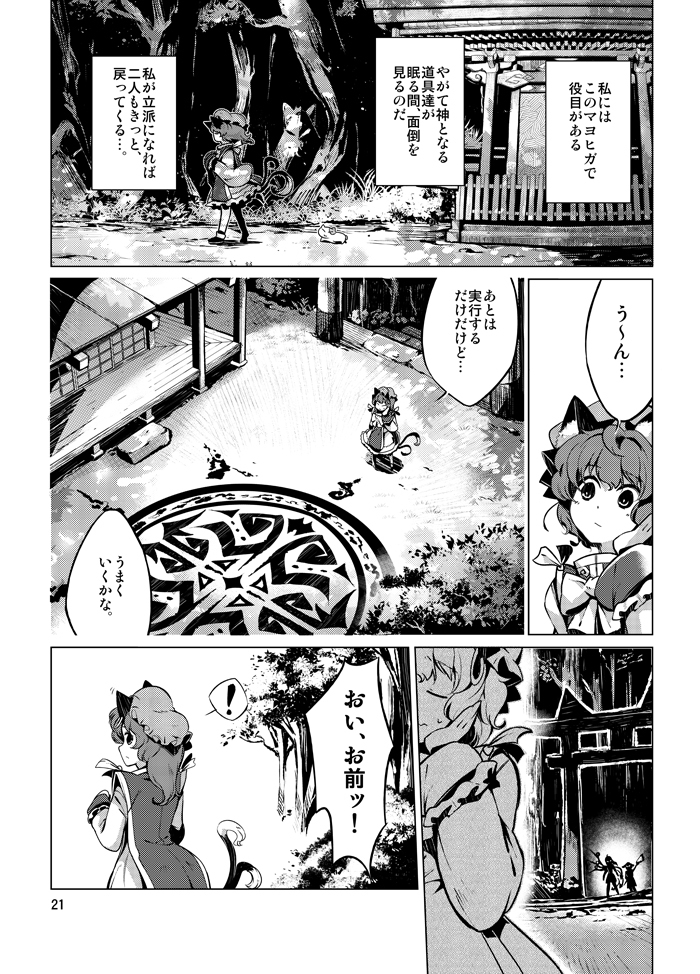 私には
このマヨヒガで
役目がある
やがて神となる
道具達が
眠る間、面倒を
見るのだ
私が立派になれば
二人もきっと、
戻ってくる…。
う～ん…
あとは
実行する
だけだけど…
うまく
いくかな。
おい、お前ッ！
！
21